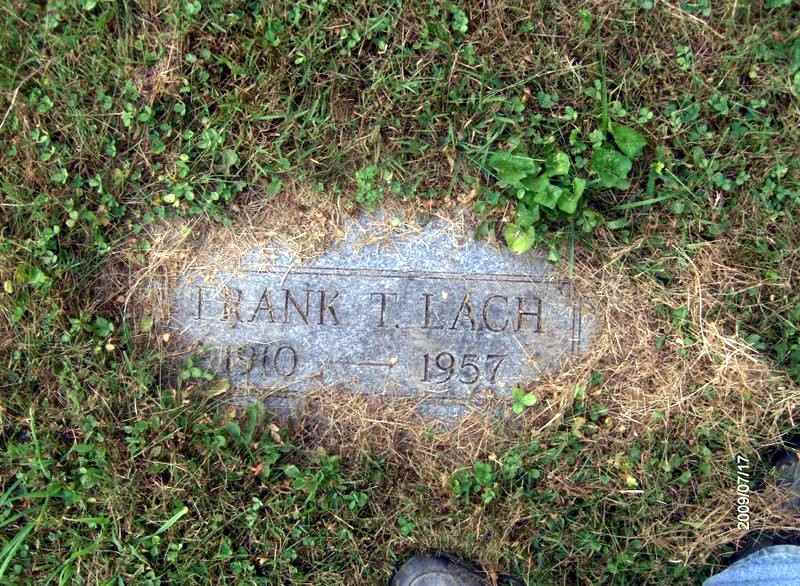 FRANK T. LACH
1910 — 1957
2009/07/17